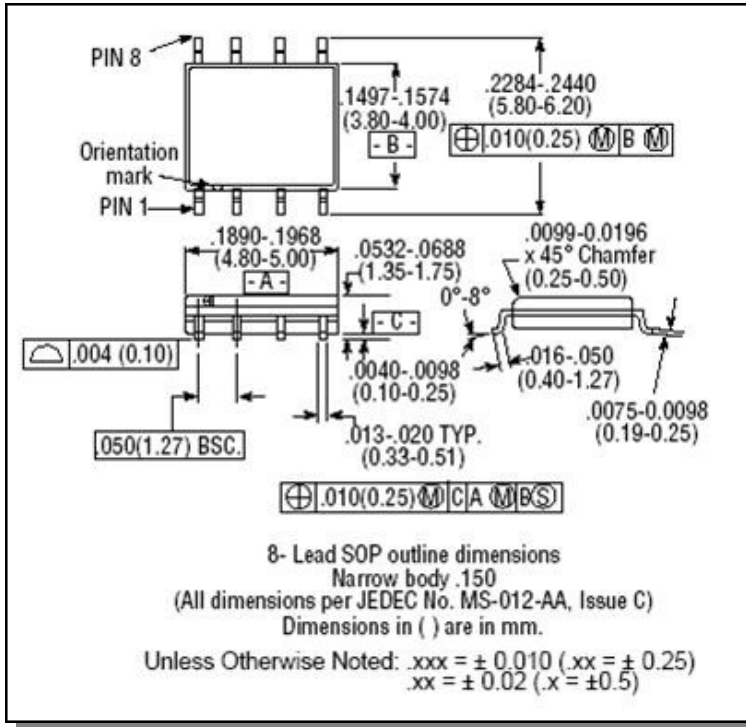 PIN 8
.1497-.1574
(3.80-4.00)
- B -
.2284-.2440
(5.80-6.20)
⌖ .010(0.25) Ⓜ B Ⓜ
Orientation
mark
PIN 1
.1890-.1968
(4.80-5.00)
- A -
.0532-.0688
(1.35-1.75)
- C -
.0099-0.0196
x 45° Chamfer
(0.25-0.50)
0°-8°
⌓ .004 (0.10)
.0040-.0098
(0.10-0.25)
.016-.050
(0.40-1.27)
.0075-0.0098
(0.19-0.25)
.050(1.27) BSC.
.013-.020 TYP.
(0.33-0.51)
⌖ .010(0.25) Ⓜ C A Ⓜ B Ⓢ
8- Lead SOP outline dimensions
Narrow body .150
(All dimensions per JEDEC No. MS-012-AA, Issue C)
Dimensions in ( ) are in mm.
Unless Otherwise Noted: .xxx = ± 0.010 (.xx = ± 0.25)
.xx = ± 0.02 (.x = ±0.5)